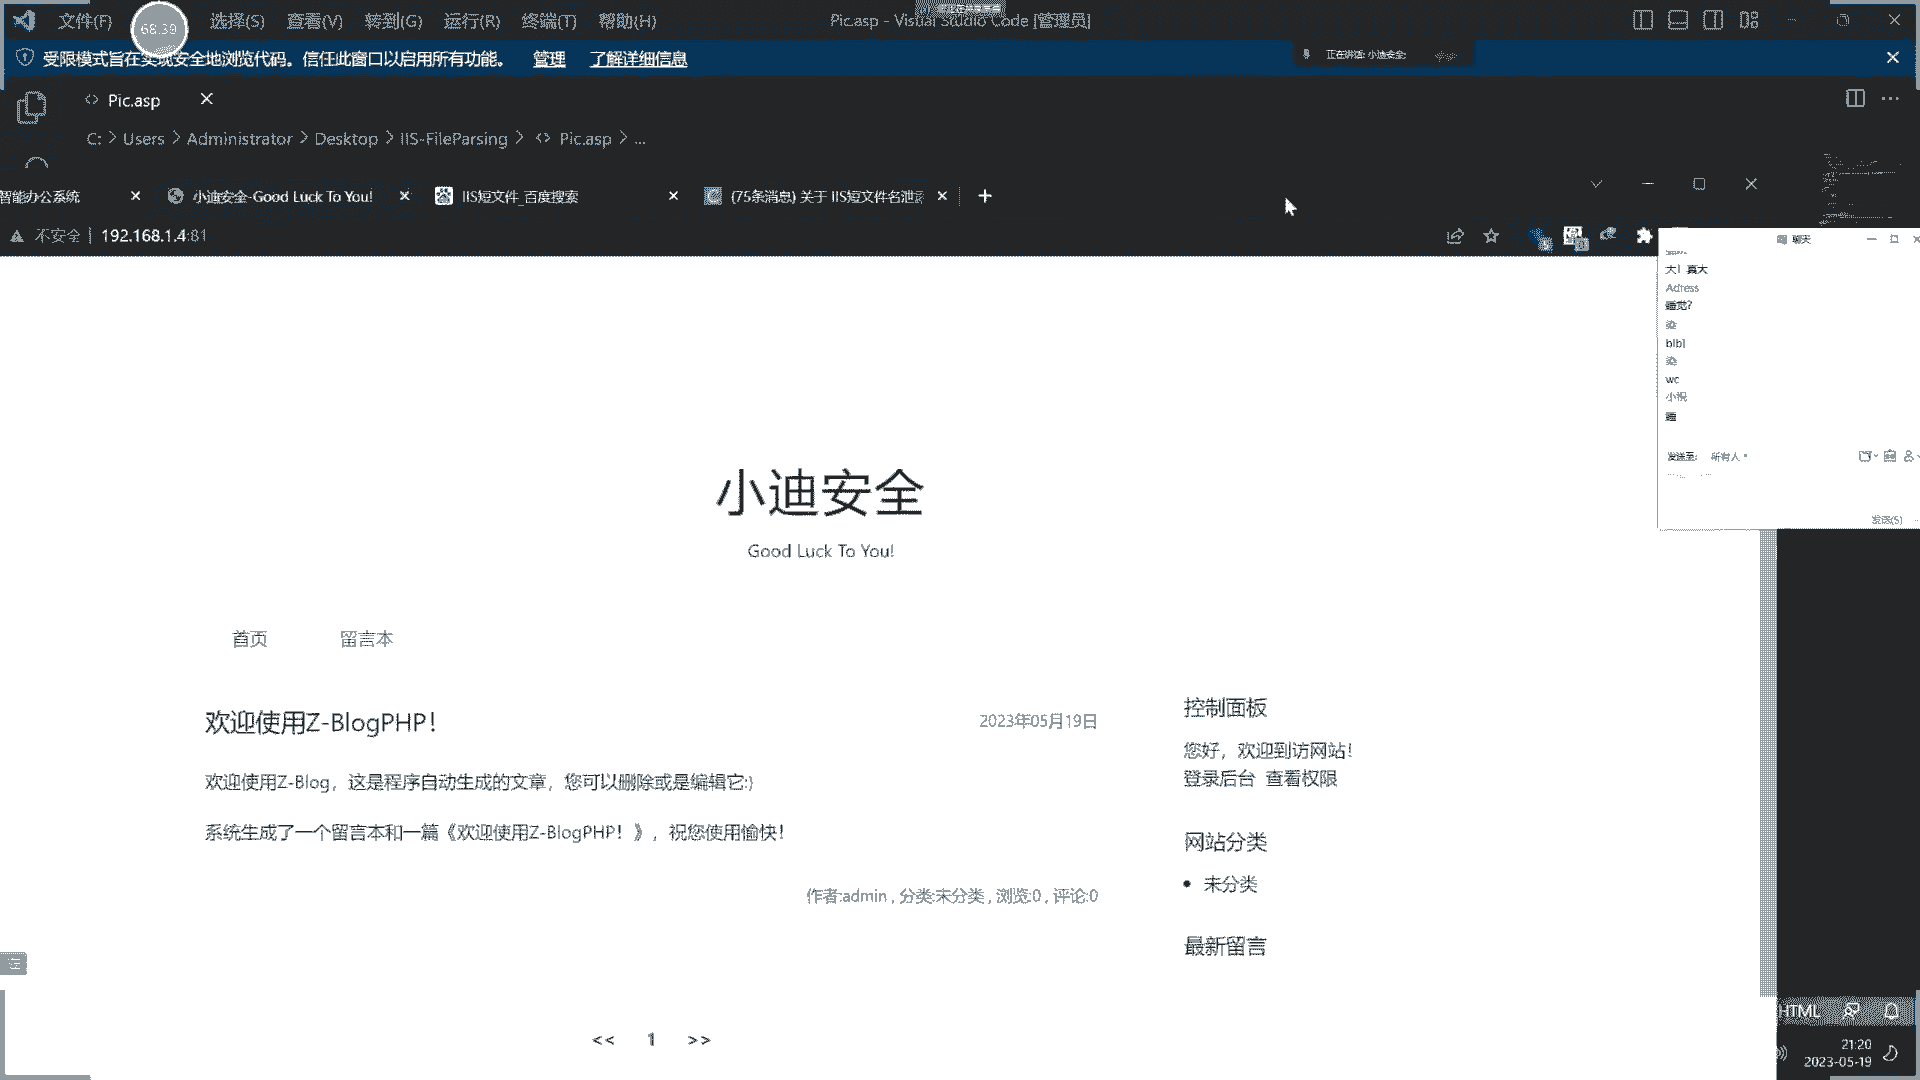 文件(F)
选择(S)
查看(V)
转到(G)
运行(R)
终端(T)
帮助(H)
Pic.asp - Visual Studio Code [管理员]
68:39
受限模式旨在实现安全地浏览代码。信任此窗口以启用所有功能。 管理 了解详细信息
正在讲话: 小迪安全;
Pic.asp
C: > Users > Administrator > Desktop > IIS-FileParsing > Pic.asp > ...
智能办公系统
小迪安全-Good Luck To You!
IIS短文件_百度搜索
(75条消息) 关于 IIS短文件名泄
不安全 | 192.168.1.4:81
聊天
大！真大
Adress
睡觉?
染
blbl
染
wc
小祝
睡
发送至: 所有人
发送(S)
小迪安全
Good Luck To You!
首页
留言本
欢迎使用Z-BlogPHP!
2023年05月19日
欢迎使用Z-Blog，这是程序自动生成的文章，您可以删除或是编辑它:)
系统生成了一个留言本和一篇《欢迎使用Z-BlogPHP! 》，祝您使用愉快!
作者:admin , 分类:未分类 , 浏览:0 , 评论:0
控制面板
您好，欢迎到访网站!
登录后台 查看权限
网站分类
• 未分类
最新留言
<< 1 >>
HTML
21:20
2023-05-19